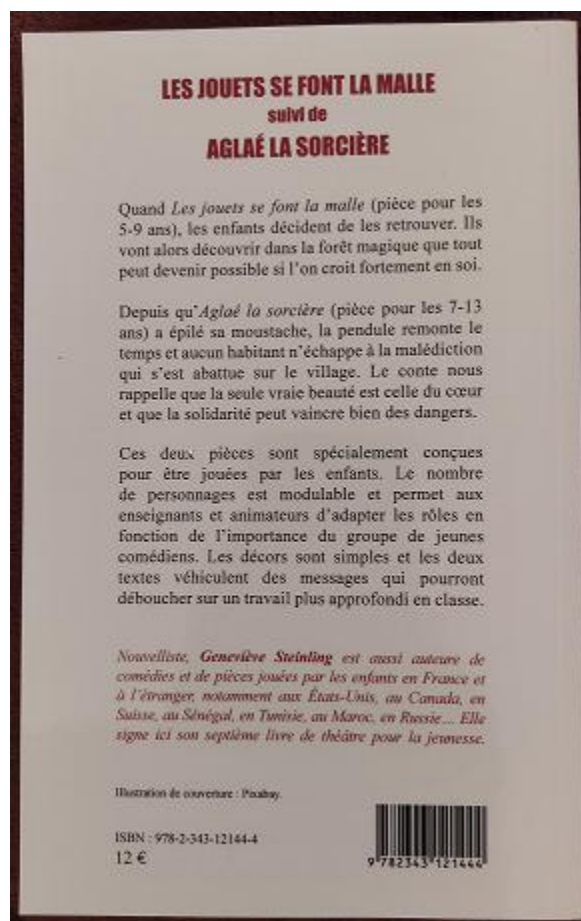 LES JOUETS SE FONT LA MALLE
suivi de
AGLAÉ LA SORCIÈRE
Quand Les jouets se font la malle (pièce pour les
5-9 ans), les enfants décident de les retrouver. Ils
vont alors découvrir dans la forêt magique que tout
peut devenir possible si l'on croit fortement en soi.
Depuis qu'Aglaé la sorcière (pièce pour les 7-13
ans) a épilé sa moustache, la pendule remonte le
temps et aucun habitant n'échappe à la malédiction
qui s'est abattue sur le village. Le conte nous
rappelle que la seule vraie beauté est celle du cœur
et que la solidarité peut vaincre bien des dangers.
Ces deux pièces sont spécialement conçues
pour être jouées par les enfants. Le nombre
de personnages est modulable et permet aux
enseignants et animateurs d'adapter les rôles en
fonction de l'importance du groupe de jeunes
comédiens. Les décors sont simples et les deux
textes véhiculent des messages qui pourront
déboucher sur un travail plus approfondi en classe.
Nouvelliste, Geneviève Steinling est aussi auteure de
comédies et de pièces jouées par les enfants en France et
à l'étranger, notamment aux États-Unis, au Canada, en
Suisse, au Sénégal, en Tunisie, au Maroc, en Russie... Elle
signe ici son septième livre de théâtre pour la jeunesse.
Illustration de couverture : Pixabay.
ISBN : 978-2-343-12144-4
12 €
9 782343 121444